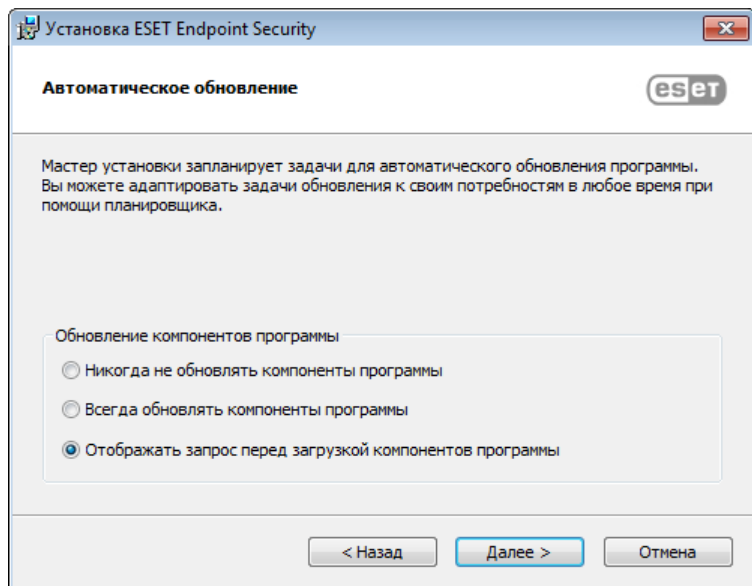 Установка ESET Endpoint Security
Автоматическое обновление
eset
Мастер установки запланирует задачи для автоматического обновления программы.
Вы можете адаптировать задачи обновления к своим потребностям в любое время при
помощи планировщика.
Обновление компонентов программы
Никогда не обновлять компоненты программы
Всегда обновлять компоненты программы
Отображать запрос перед загрузкой компонентов программы
< Назад
Далее >
Отмена